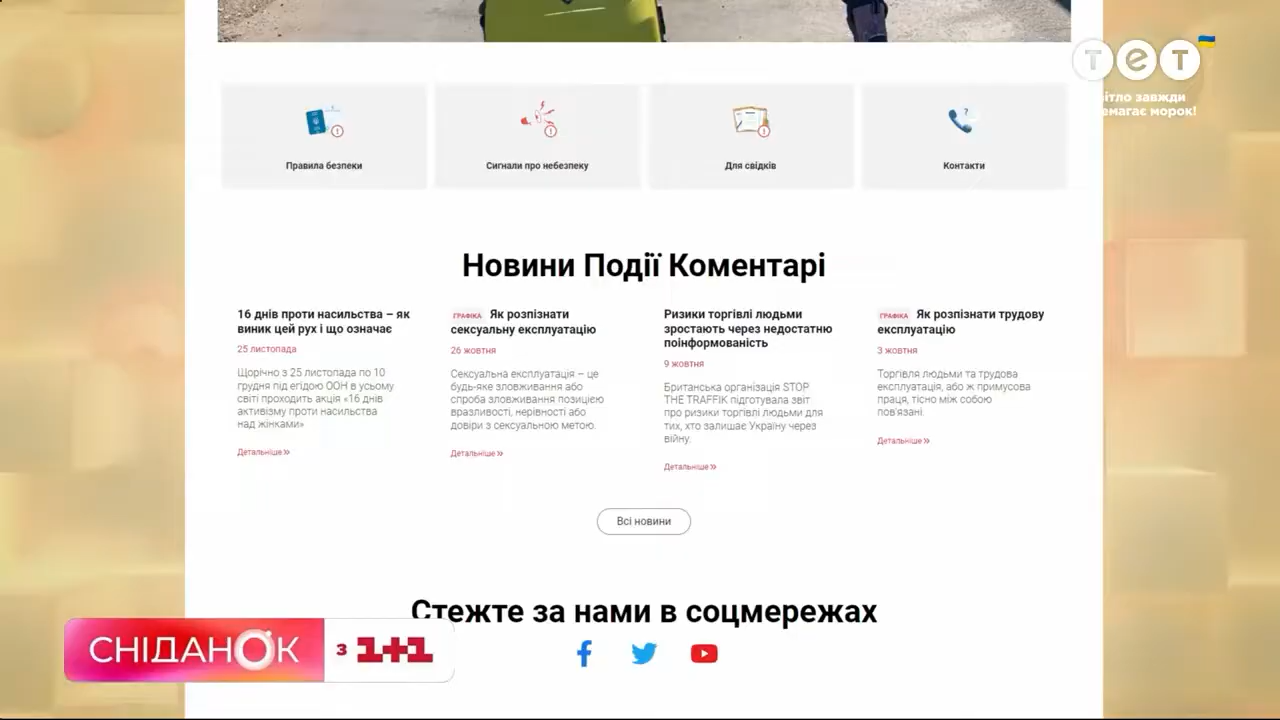 тет
ітло завжди
емагає морок!
Правила безпеки
Сигнали про небезпеку
Для свідків
Контакти
Новини Події Коментарі
16 днів проти насильства – як
виник цей рух і що означає
25 листопада
Щорічно з 25 листопада по 10
грудня під егідою ООН в усьому
світі проходить акція «16 днів
активізму проти насильства
над жінками»
Детальніше »
ГРАФІКА Як розпізнати
сексуальну експлуатацію
26 жовтня
Сексуальна експлуатація – це
будь-яке зловживання або
спроба зловживання позицією
вразливості, нерівності або
довіри з сексуальною метою.
Детальніше »
Ризики торгівлі людьми
зростають через недостатню
поінформованість
9 жовтня
Британська організація STOP
THE TRAFFIK підготувала звіт
про ризики торгівлі людьми для
тих, хто залишає Україну через
війну.
Детальніше »
ГРАФІКА Як розпізнати трудову
експлуатацію
3 жовтня
Торгівля людьми та трудова
експлуатація, або ж примусова
праця, тісно між собою
пов'язані.
Детальніше »
Всі новини
Стежте за нами в соцмережах
СНІДАНОК з 1+1